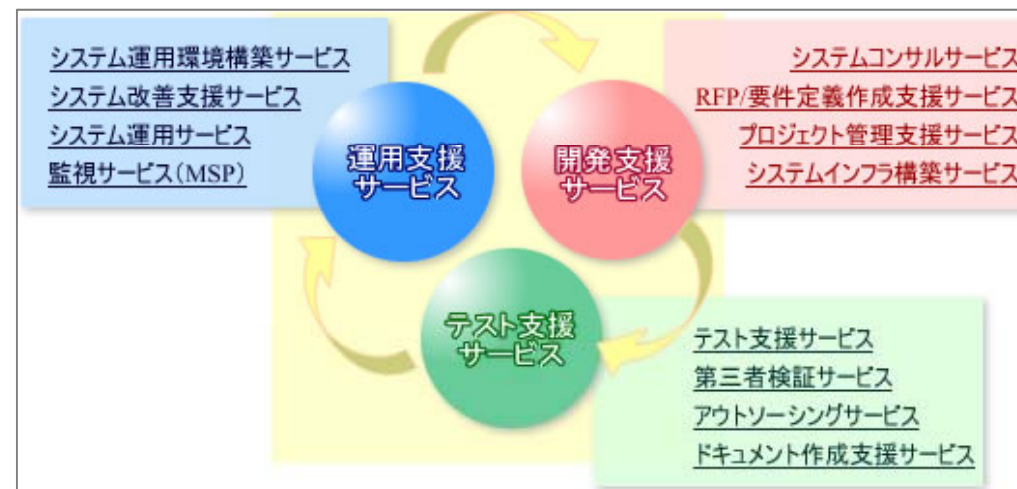 システム運用環境構築サービス
システム改善支援サービス
システム運用サービス
監視サービス(MSP)
運用支援
サービス
開発支援
サービス
システムコンサルサービス
RFP/要件定義作成支援サービス
プロジェクト管理支援サービス
システムインフラ構築サービス
テスト支援
サービス
テスト支援サービス
第三者検証サービス
アウトソーシングサービス
ドキュメント作成支援サービス